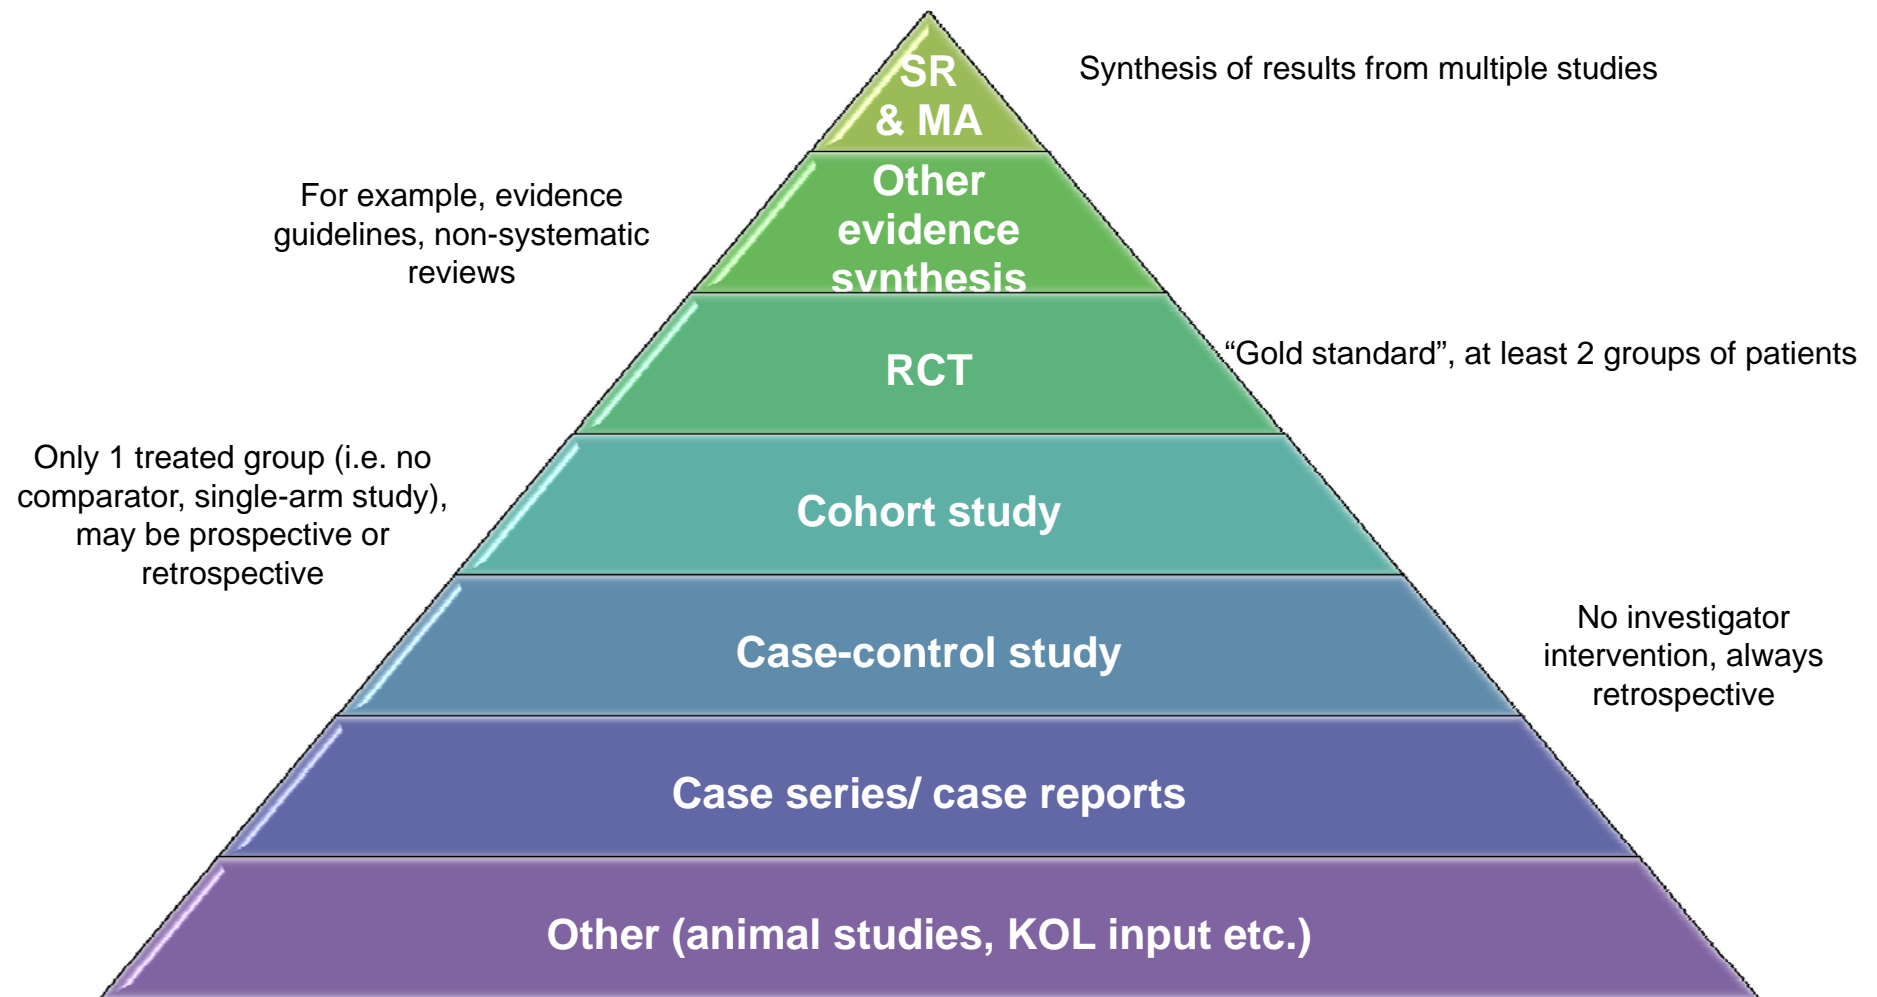 SR
& MA
Synthesis of results from multiple studies
For example, evidence
guidelines, non-systematic
reviews
Other
evidence
synthesis
RCT
“Gold standard”, at least 2 groups of patients
Only 1 treated group (i.e. no
comparator, single-arm study),
may be prospective or
retrospective
Cohort study
Case-control study
No investigator
intervention, always
retrospective
Case series/ case reports
Other (animal studies, KOL input etc.)